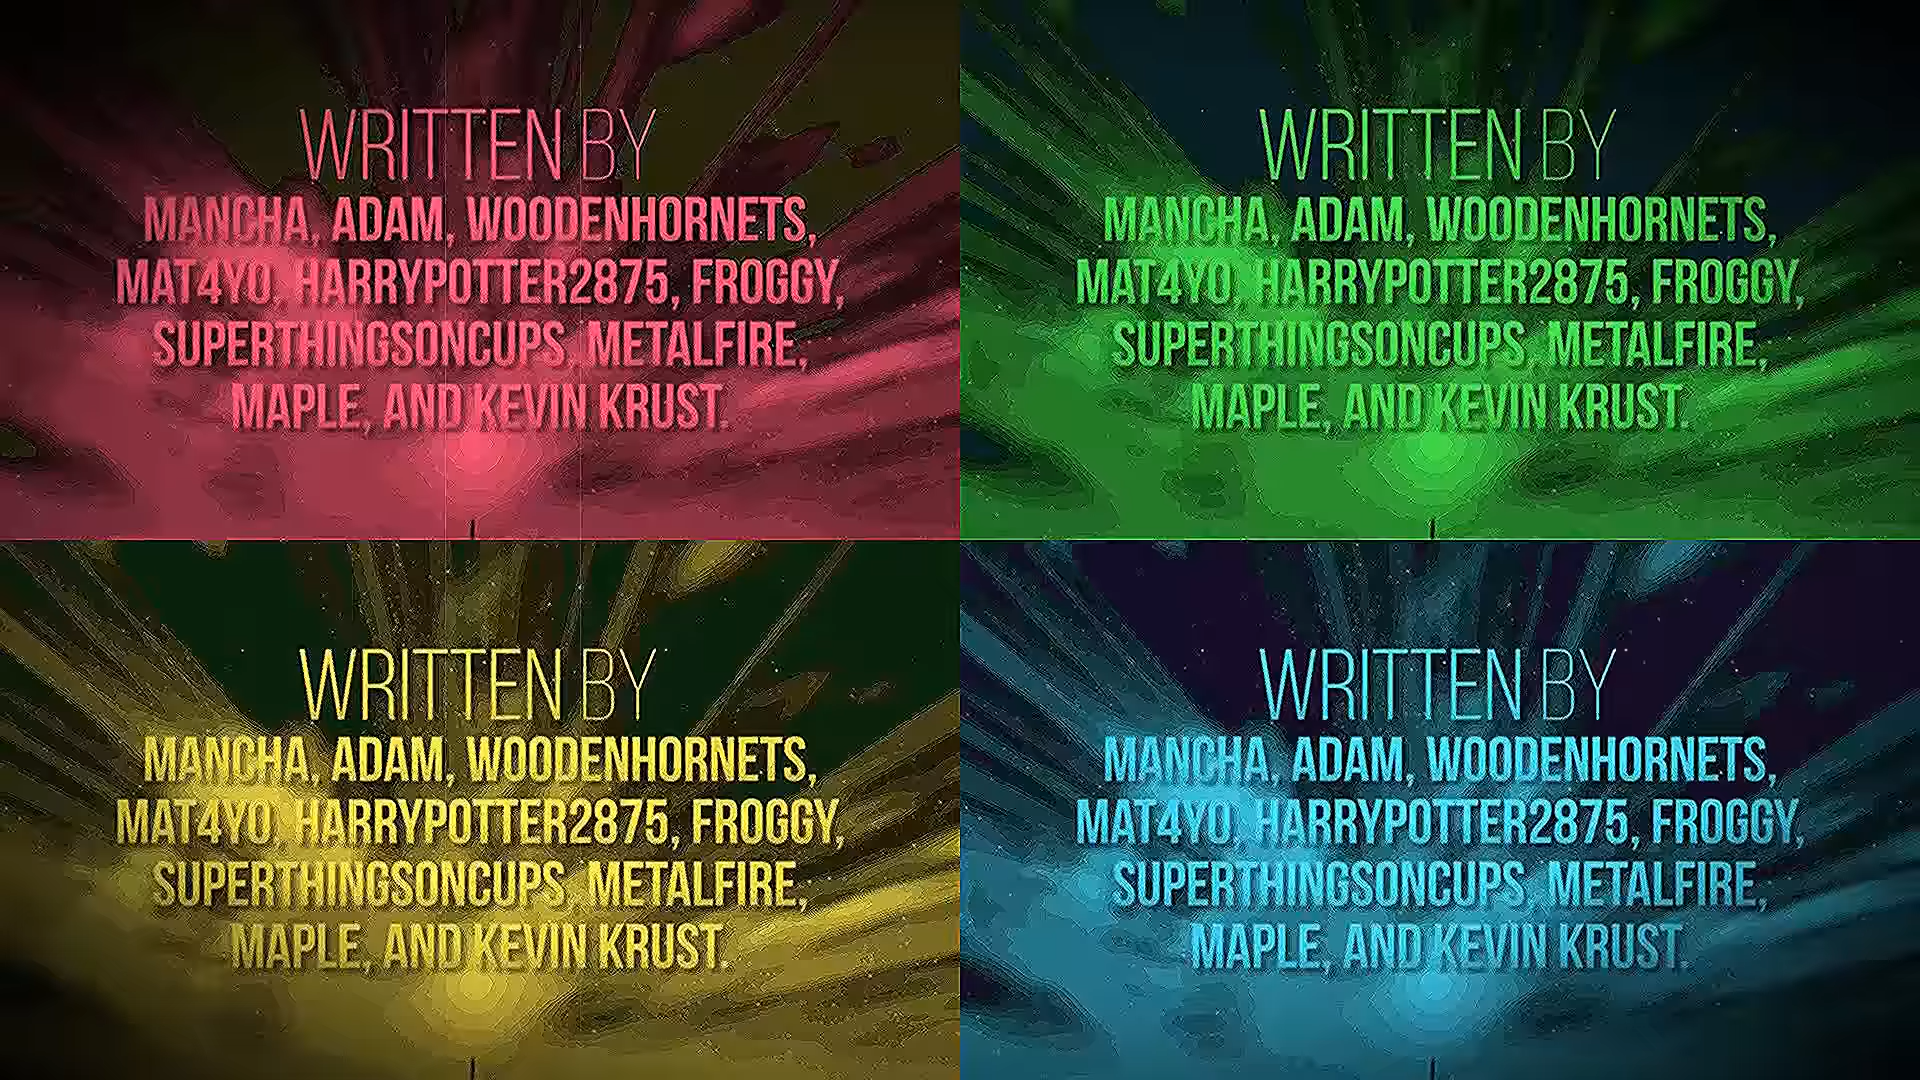 WRITTEN BY
MANCHA, ADAM, WOODENHORNETS,
MAT4YO, HARRYPOTTER2875, FROGGY,
SUPERTHINGSONCUPS, METALFIRE,
MAPLE, AND KEVIN KRUST.
WRITTEN BY
MANCHA, ADAM, WOODENHORNETS,
MAT4YO, HARRYPOTTER2875, FROGGY,
SUPERTHINGSONCUPS, METALFIRE,
MAPLE, AND KEVIN KRUST.
WRITTEN BY
MANCHA, ADAM, WOODENHORNETS,
MAT4YO, HARRYPOTTER2875, FROGGY,
SUPERTHINGSONCUPS, METALFIRE,
MAPLE, AND KEVIN KRUST.
WRITTEN BY
MANCHA, ADAM, WOODENHORNETS,
MAT4YO, HARRYPOTTER2875, FROGGY,
SUPERTHINGSONCUPS, METALFIRE,
MAPLE, AND KEVIN KRUST.